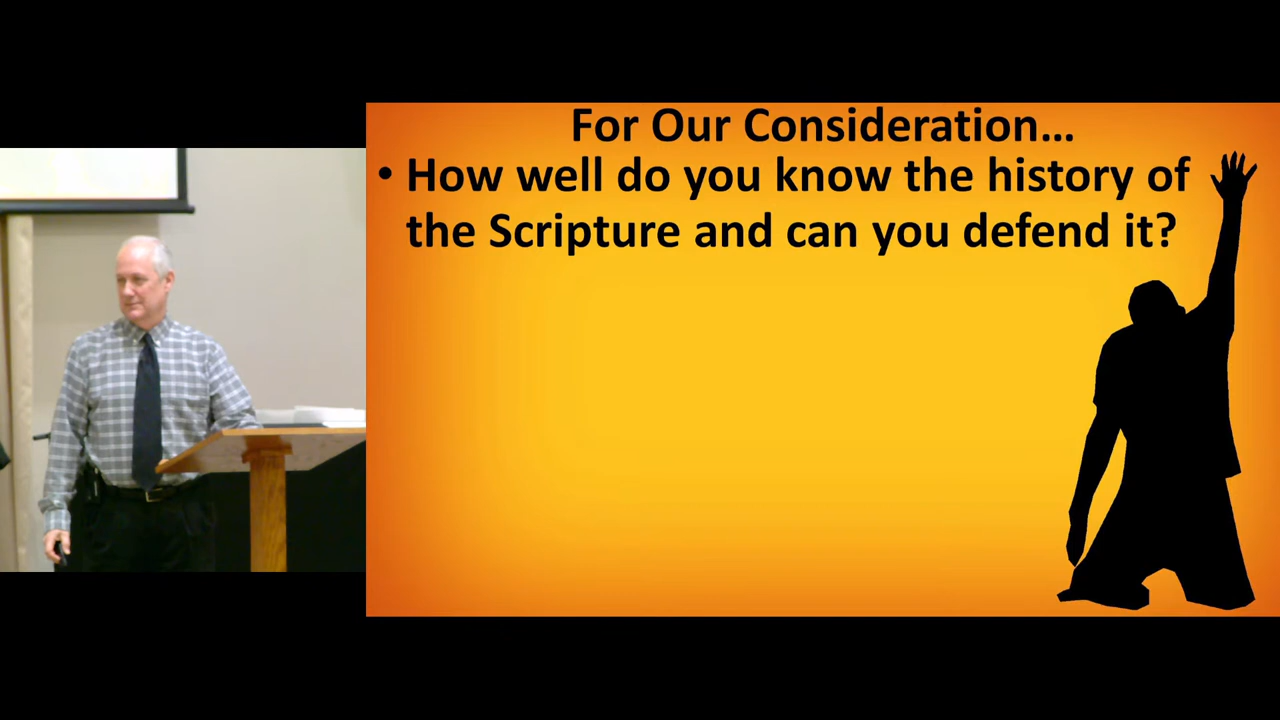 For Our Consideration...
• How well do you know the history of
the Scripture and can you defend it?